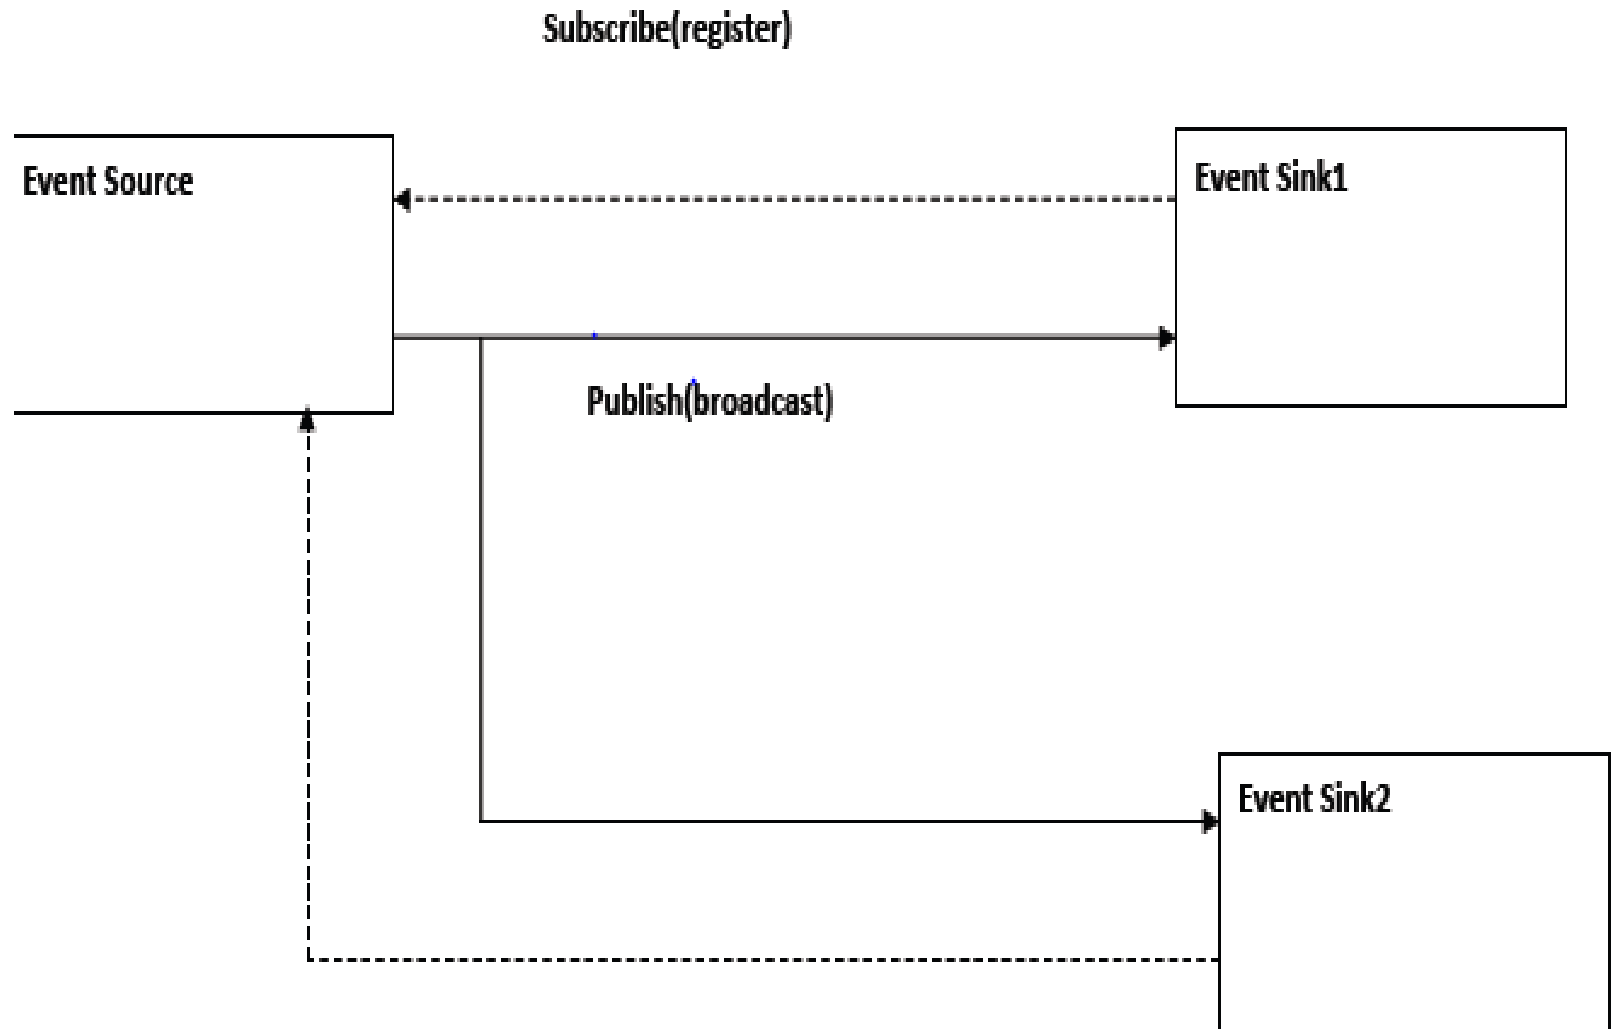 Subscribe(register)
Event Source
Event Sink1
Publish(broadcast)
Event Sink2